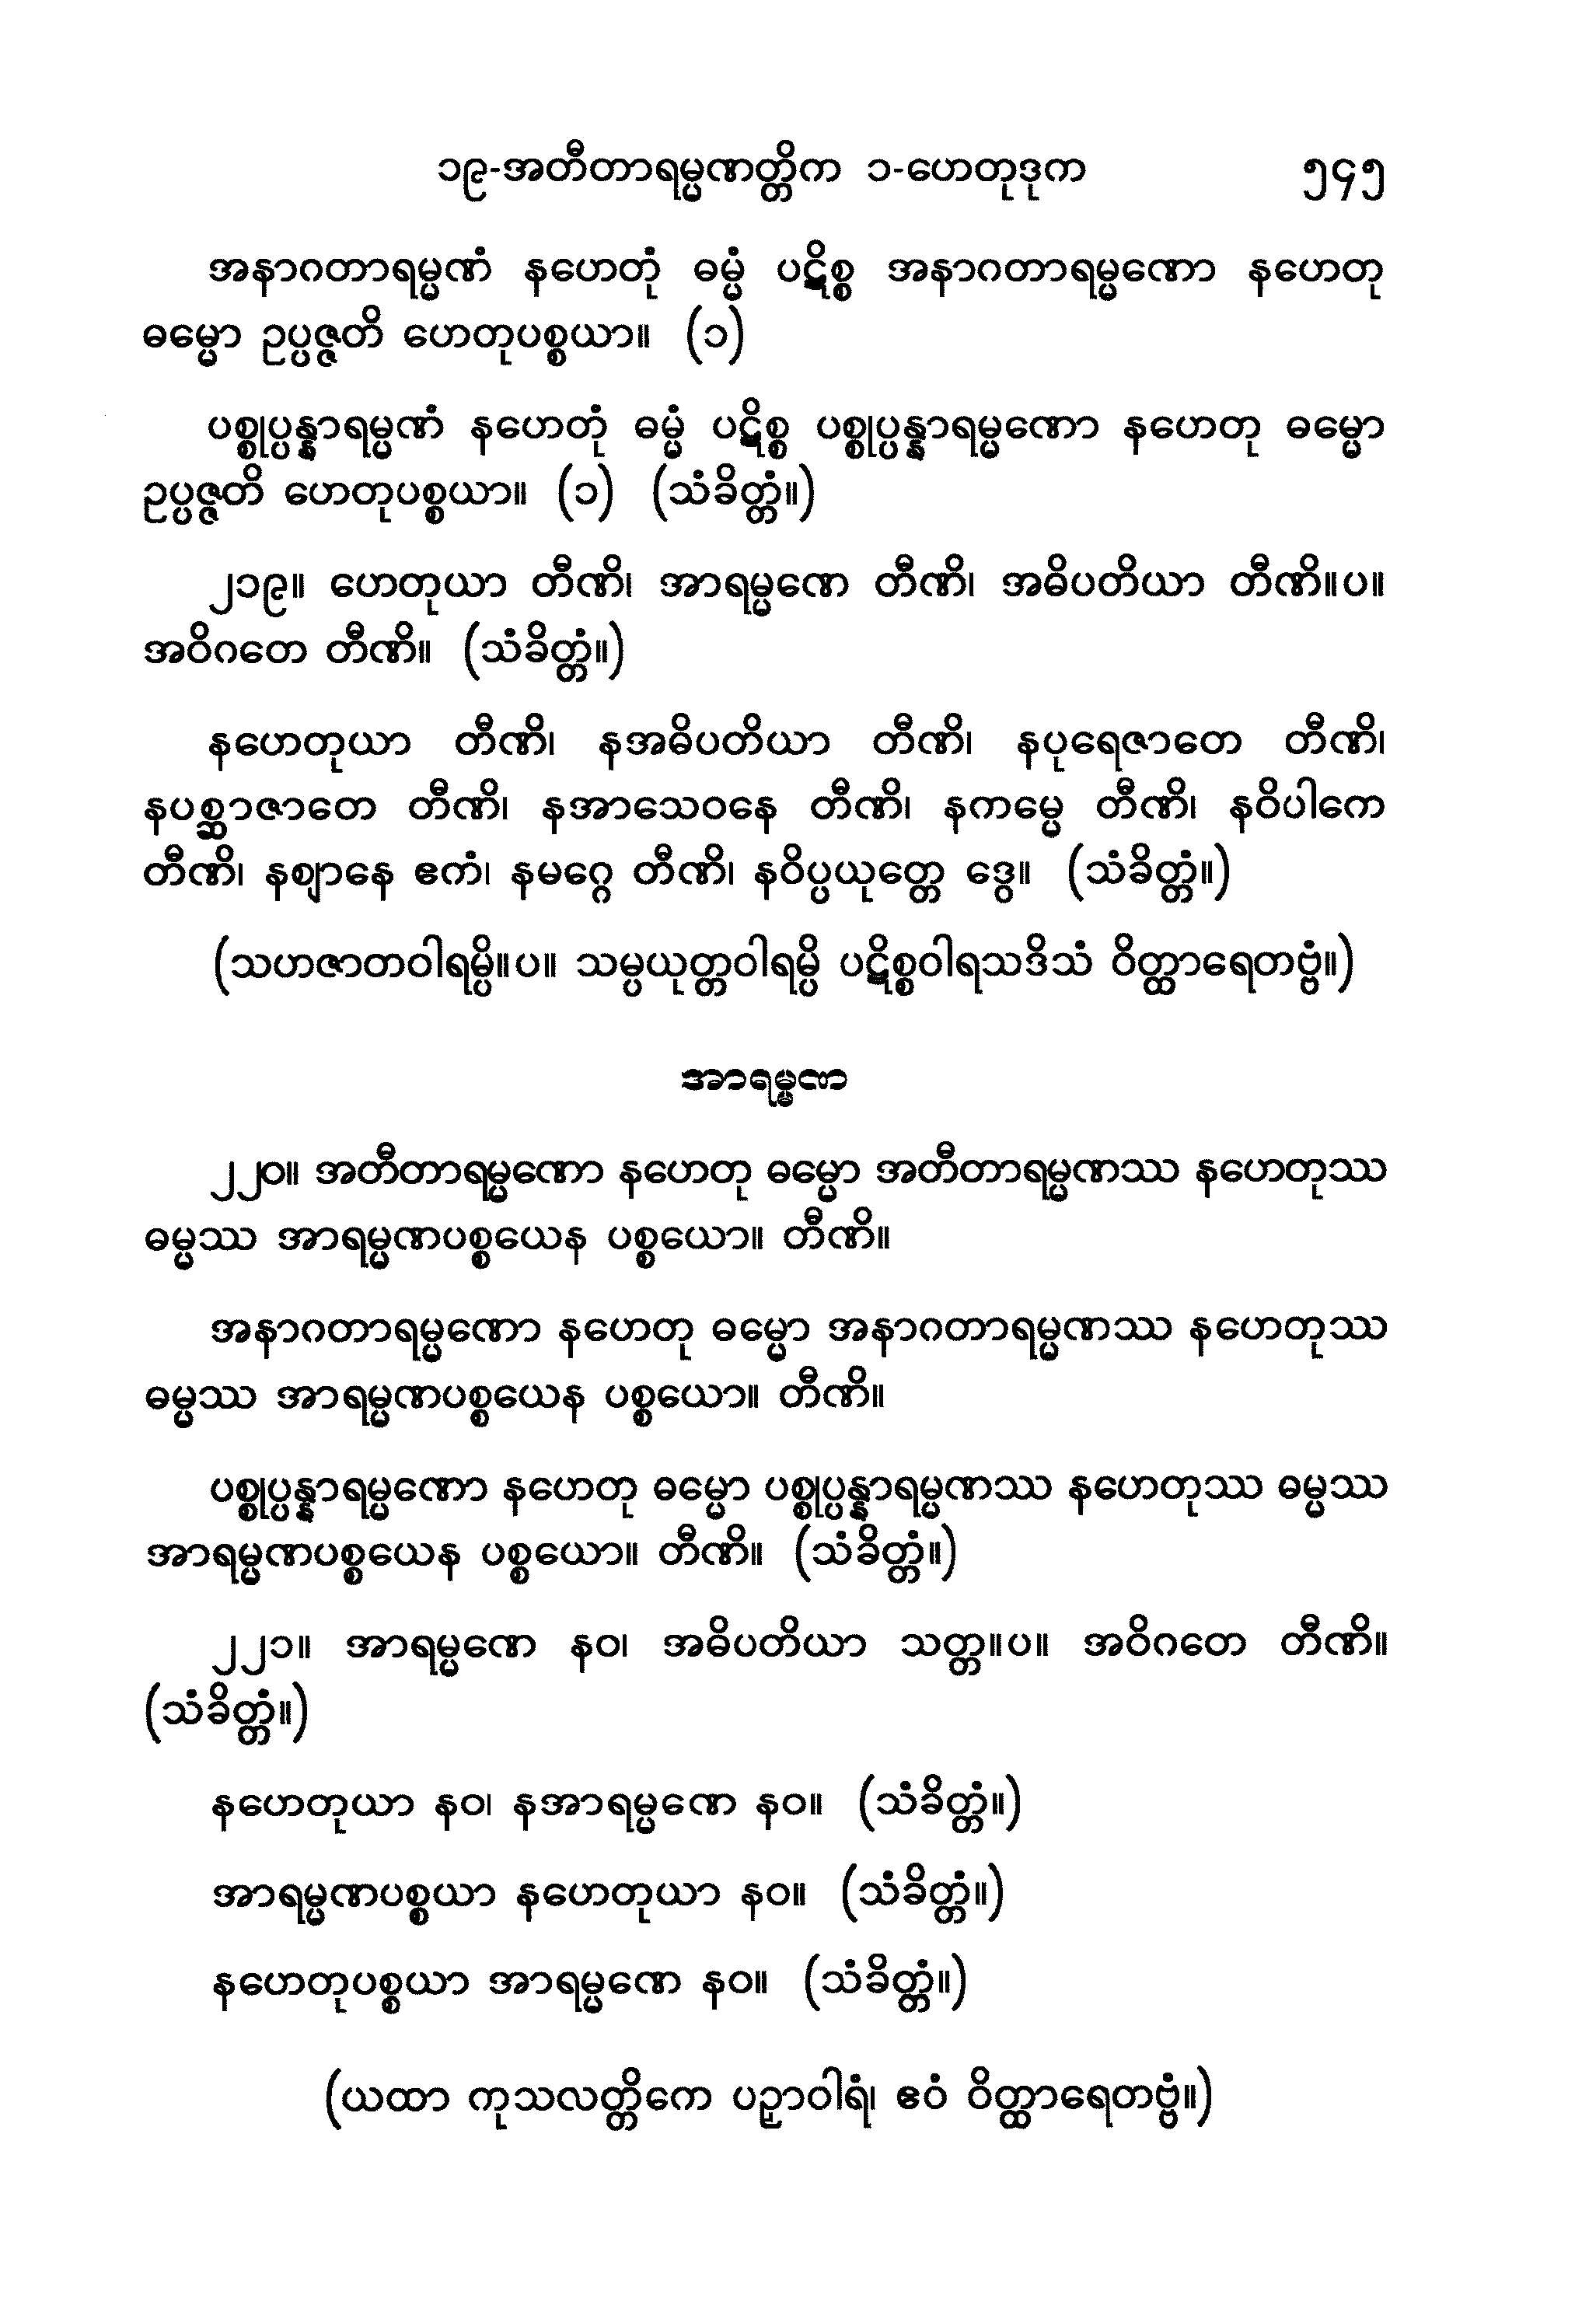 ၁၉-အတီတာရမ္မဏတ္တိက ၁-ဟေတုဒုက ၅၄၅
အနာဂတာရမ္မဏံ နဟေတုံ ဓမ္မံ ပဋိစ္စ အနာဂတာရမ္မဏော နဟေတု
ဓမ္မော ဥပ္ပဇ္ဇတိ ဟေတုပစ္စယာ။ (၁)
ပစ္စုပ္ပန္နာရမ္မဏံ နဟေတုံ ဓမ္မံ ပဋိစ္စ ပစ္စုပ္ပန္နာရမ္မဏော နဟေတု ဓမ္မော
ဥပ္ပဇ္ဇတိ ဟေတုပစ္စယာ။ (၁) (သံခိတ္တံ။)
၂၁၉။ ဟေတုယာ တီဏိ၊ အာရမ္မဏေ တီဏိ၊ အဓိပတိယာ တီဏိ။ပ။
အဝိဂတေ တီဏိ။ (သံခိတ္တံ။)
နဟေတုယာ တီဏိ၊ နအဓိပတိယာ တီဏိ၊ နပုရေဇာတေ တီဏိ၊
နပစ္ဆာဇာတေ တီဏိ၊ နအာသေဝနေ တီဏိ၊ နကမ္မေ တီဏိ၊ နဝိပါကေ
တီဏိ၊ နဈာနေ ဧကံ၊ နမဂ္ဂေ တီဏိ၊ နဝိပ္ပယုတ္တေ ဒွေ။ (သံခိတ္တံ။)
(သဟဇာတဝါရမ္ပိ။ပ။ သမ္ပယုတ္တဝါရမ္ပိ ပဋိစ္စဝါရသဒိသံ ဝိတ္ထာရေတဗ္ဗံ။)
အာရမ္မဏ
၂၂၀။ အတီတာရမ္မဏော နဟေတု ဓမ္မော အတီတာရမ္မဏဿ နဟေတုဿ
ဓမ္မဿ အာရမ္မဏပစ္စယေန ပစ္စယော။ တီဏိ။
အနာဂတာရမ္မဏော နဟေတု ဓမ္မော အနာဂတာရမ္မဏဿ နဟေတုဿ
ဓမ္မဿ အာရမ္မဏပစ္စယေန ပစ္စယော။ တီဏိ။
ပစ္စုပ္ပန္နာရမ္မဏော နဟေတု ဓမ္မော ပစ္စုပ္ပန္နာရမ္မဏဿ နဟေတုဿ ဓမ္မဿ
အာရမ္မဏပစ္စယေန ပစ္စယော။ တီဏိ။ (သံခိတ္တံ။)
၂၂၁။ အာရမ္မဏေ နဝ၊ အဓိပတိယာ သတ္တ။ပ။ အဝိဂတေ တီဏိ။
(သံခိတ္တံ။)
နဟေတုယာ နဝ၊ နအာရမ္မဏေ နဝ။ (သံခိတ္တံ။)
အာရမ္မဏပစ္စယာ နဟေတုယာ နဝ။ (သံခိတ္တံ။)
နဟေတုပစ္စယာ အာရမ္မဏေ နဝ။ (သံခိတ္တံ။)
(ယထာ ကုသလတ္တိကေ ပဉှာဝါရံ၊ ဧဝံ ဝိတ္ထာရေတဗ္ဗံ။)